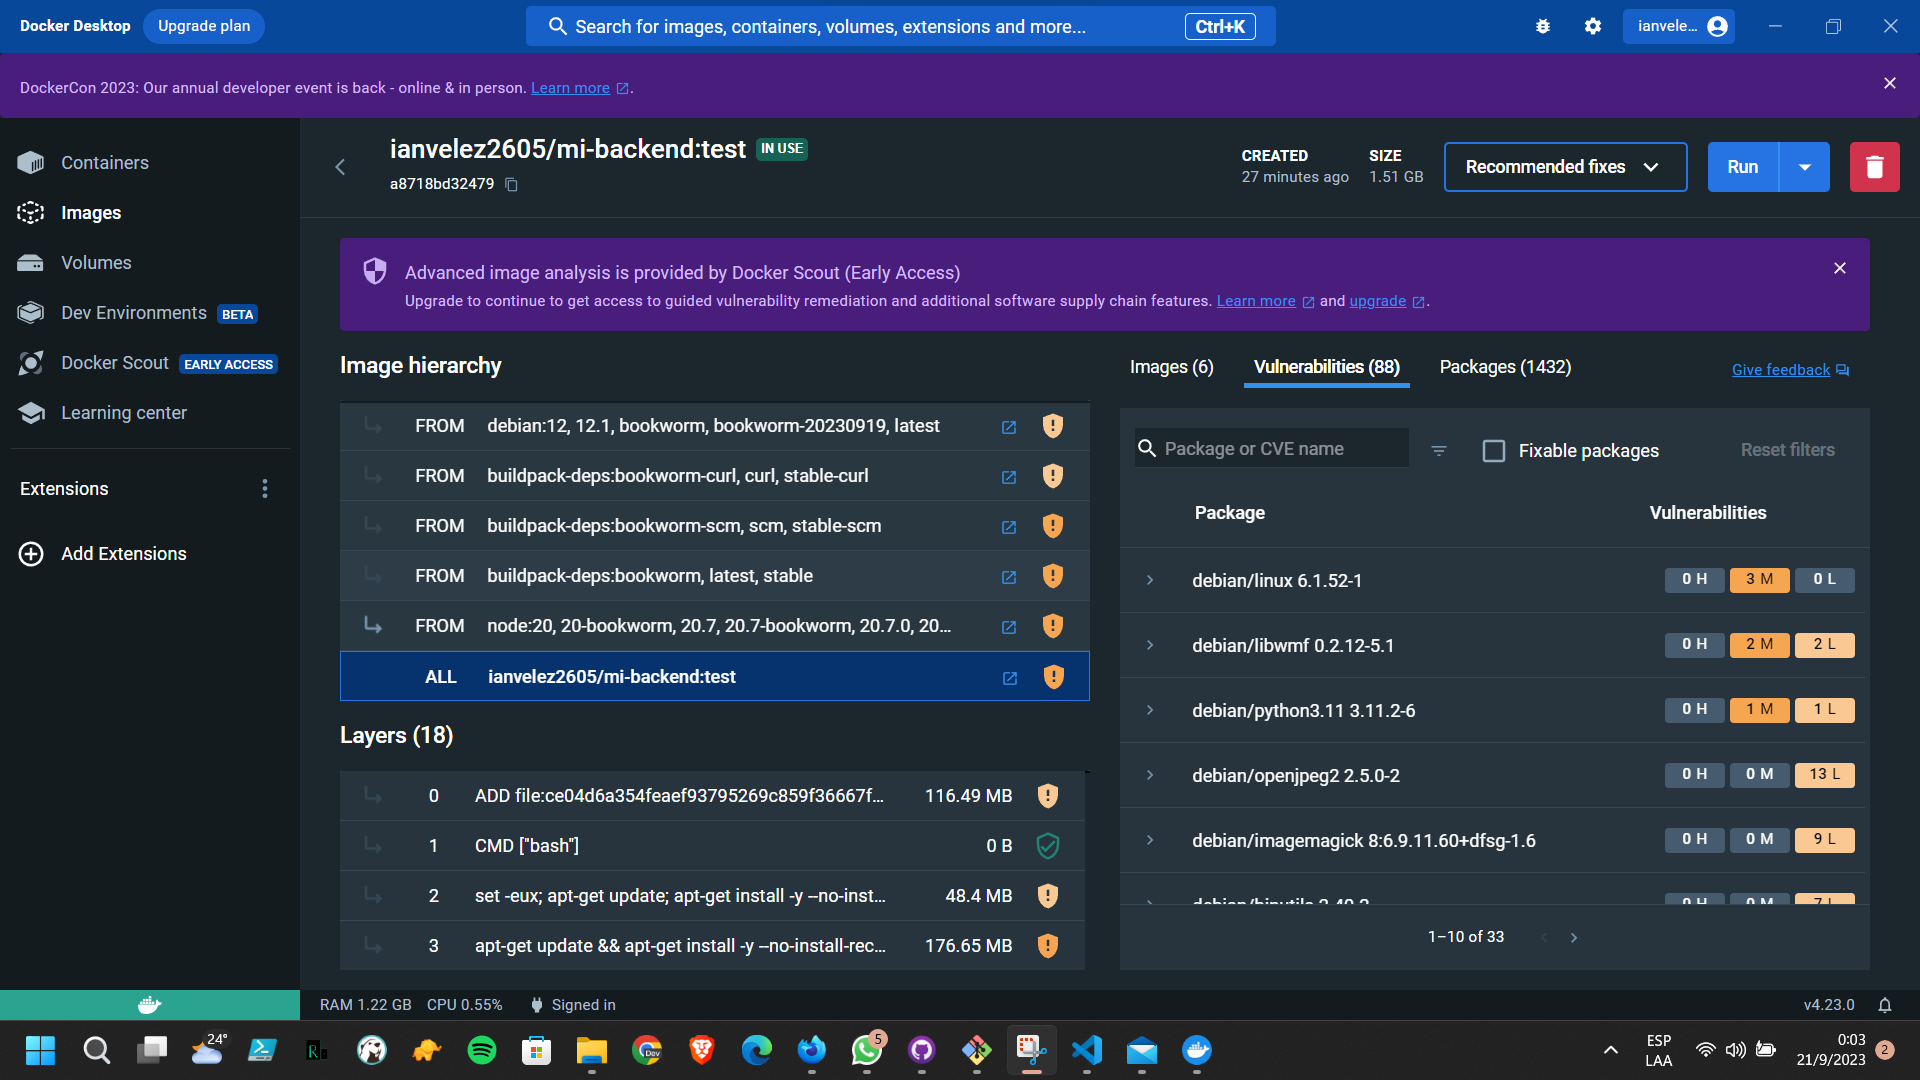 Docker Desktop
Upgrade plan
Search for images, containers, volumes, extensions and more...
Ctrl+K
ianvele...
DockerCon 2023: Our annual developer event is back - online & in person. Learn more.
Containers
Images
Volumes
Dev Environments BETA
Docker Scout EARLY ACCESS
Learning center
Extensions
Add Extensions
ianvelez2605/mi-backend:test IN USE
a8718bd32479
CREATED
27 minutes ago
SIZE
1.51 GB
Recommended fixes
Run
Advanced image analysis is provided by Docker Scout (Early Access)
Upgrade to continue to get access to guided vulnerability remediation and additional software supply chain features. Learn more and upgrade.
Image hierarchy
FROM debian:12, 12.1, bookworm, bookworm-20230919, latest
FROM buildpack-deps:bookworm-curl, curl, stable-curl
FROM buildpack-deps:bookworm-scm, scm, stable-scm
FROM buildpack-deps:bookworm, latest, stable
FROM node:20, 20-bookworm, 20.7, 20.7-bookworm, 20.7.0, 20...
ALL ianvelez2605/mi-backend:test
Layers (18)
0 ADD file:ce04d6a354feaef93795269c859f36667f... 116.49 MB
1 CMD ["bash"] 0 B
2 set -eux; apt-get update; apt-get install -y --no-inst... 48.4 MB
3 apt-get update && apt-get install -y --no-install-rec... 176.65 MB
Images (6)
Vulnerabilities (88)
Packages (1432)
Give feedback
Package or CVE name
Fixable packages
Reset filters
Package Vulnerabilities
debian/linux 6.1.52-1 0 H 3 M 0 L
debian/libwmf 0.2.12-5.1 0 H 2 M 2 L
debian/python3.11 3.11.2-6 0 H 1 M 1 L
debian/openjpeg2 2.5.0-2 0 H 0 M 13 L
debian/imagemagick 8:6.9.11.60+dfsg-1.6 0 H 0 M 9 L
debian/binutils 2.40-2 0 H 0 M 7 L
1–10 of 33
RAM 1.22 GB CPU 0.55% Signed in
v4.23.0
24°
R
Dev
5
ESP
LAA
0:03
21/9/2023
2